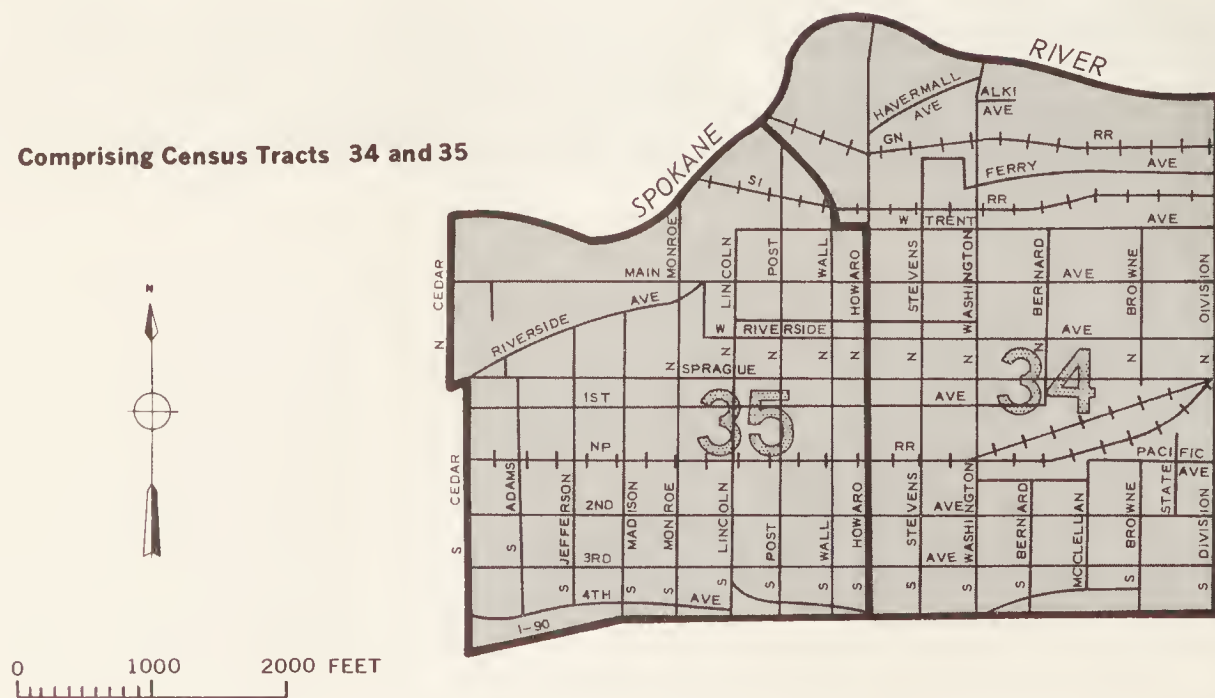 RIVER
HAVERMALL
AVE
ALKI
AVE
Comprising Census Tracts 34 and 35
GN
RR
FERRY
AVE
SPOKANE
SI
RR
W TRENT
AVE
N CEDAR
MAIN
N MONROE
N LINCOLN
N POST
N WALL
N HOWARO
N STEVENS
N WASHINGTON
N BERNARD
AVE
N BROWNE
N OIVISION
N
RIVERSIDE AVE
W RIVERSIDE
AVE
SPRAGUE
34
1ST
35
AVE
NP
RR
PACIFIC
AVE
S CEDAR
S ADAMS
S JEFFERSON
S MADISON
S MONROE
S LINCOLN
S POST
S WALL
S HOWARO
S STEVENS
S WASHINGTON
S BERNARD
MCCLELLAN
S BROWNE
STATE
S DIVISION
2ND
AVE
3RD
AVE
4TH
AVE
I-90
0 1000 2000 FEET